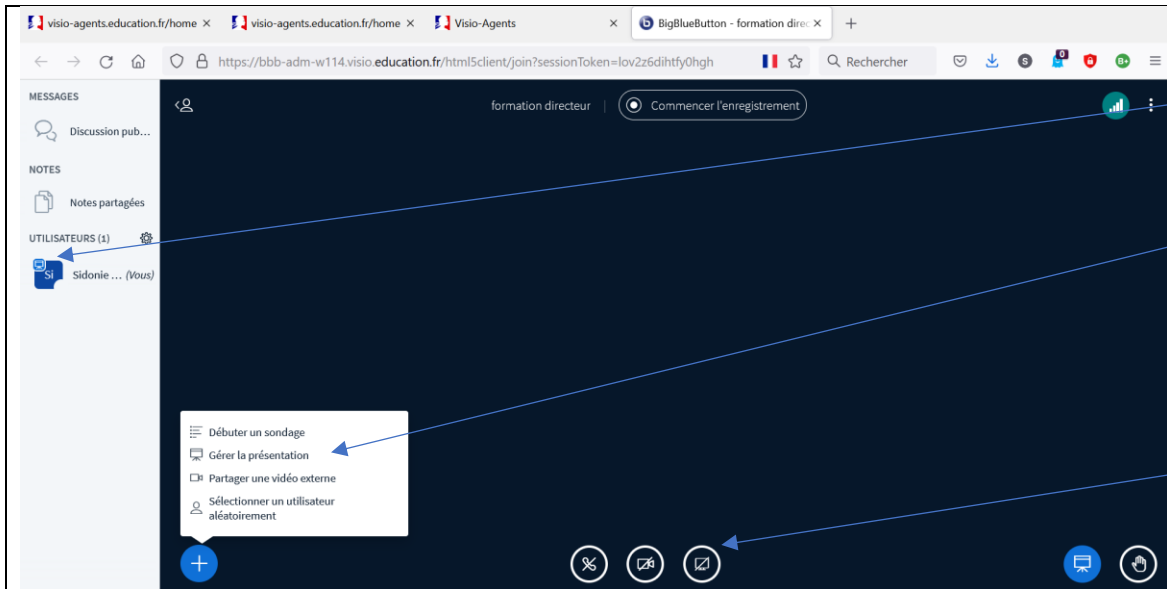 visio-agents.education.fr/home
visio-agents.education.fr/home
Visio-Agents
BigBlueButton - formation direc
https://bbb-adm-w114.visio.education.fr/html5client/join?sessionToken=lov2z6dihtfy0hgh
Rechercher
S
0
B+
MESSAGES
formation directeur
Commencer l'enregistrement
Discussion pub...
NOTES
Notes partagées
UTILISATEURS (1)
Si
Sidonie ... (Vous)
Débuter un sondage
Gérer la présentation
Partager une vidéo externe
Sélectionner un utilisateur
aléatoirement